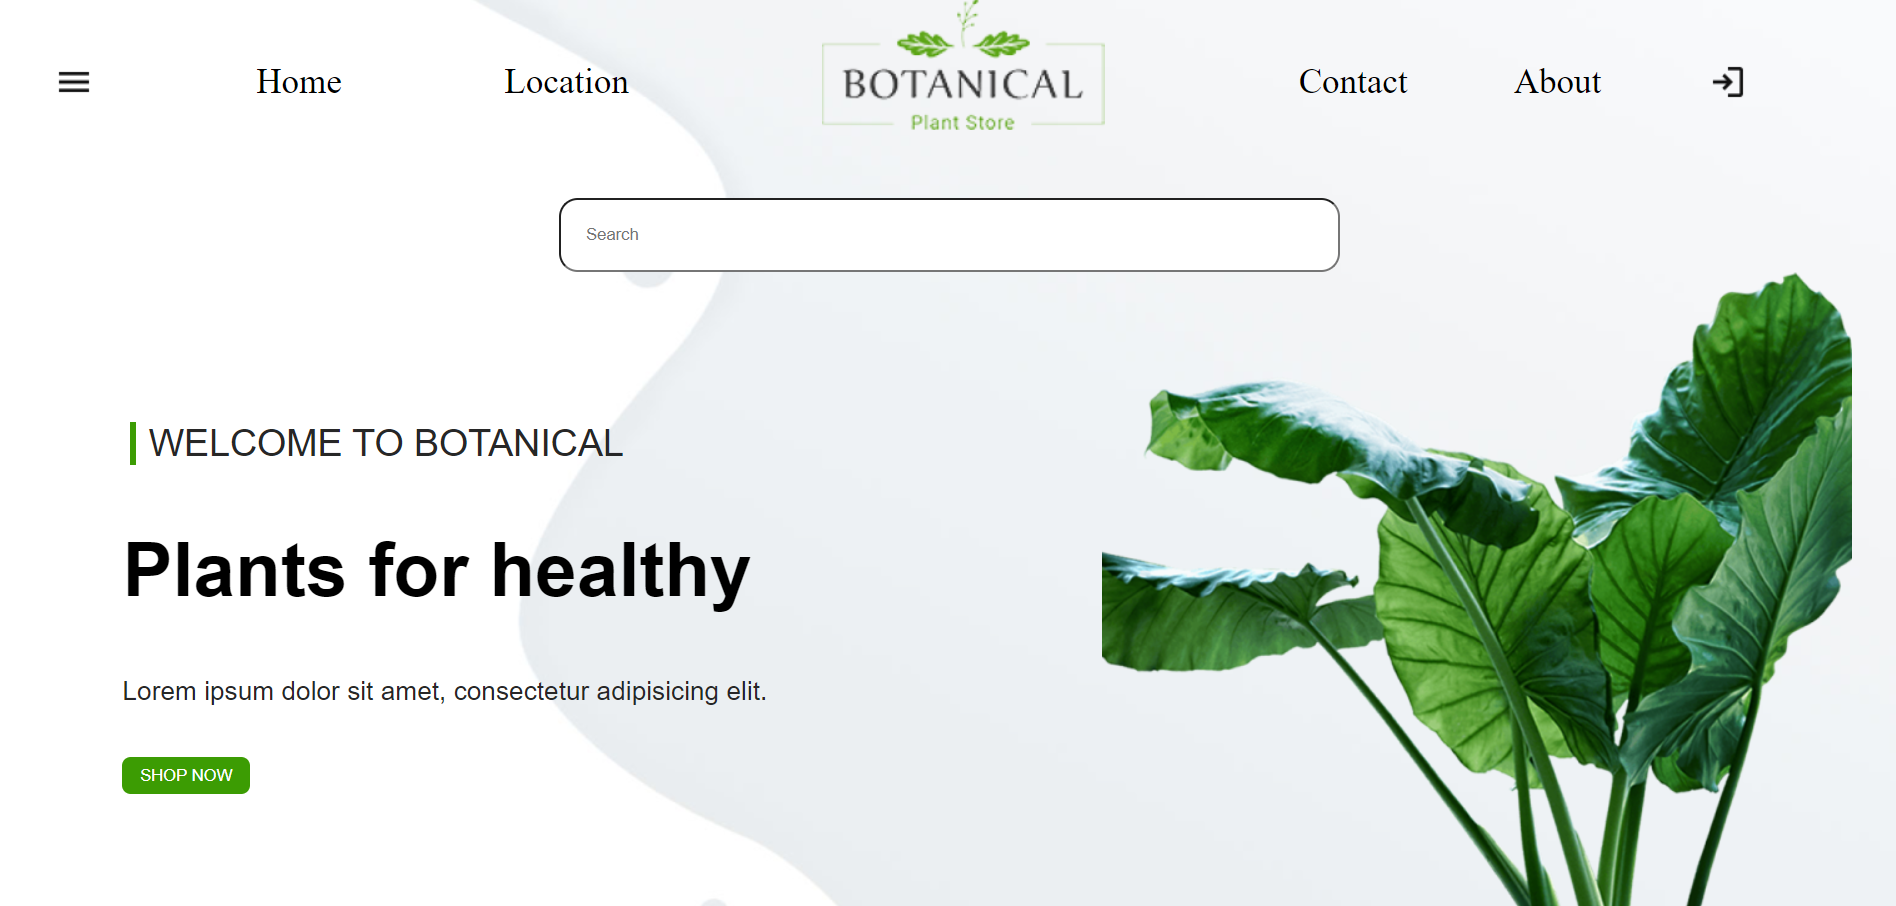 Home
Location
BOTANICAL
Plant Store
Contact
About
Search
WELCOME TO BOTANICAL
Plants for healthy
Lorem ipsum dolor sit amet, consectetur adipisicing elit.
SHOP NOW